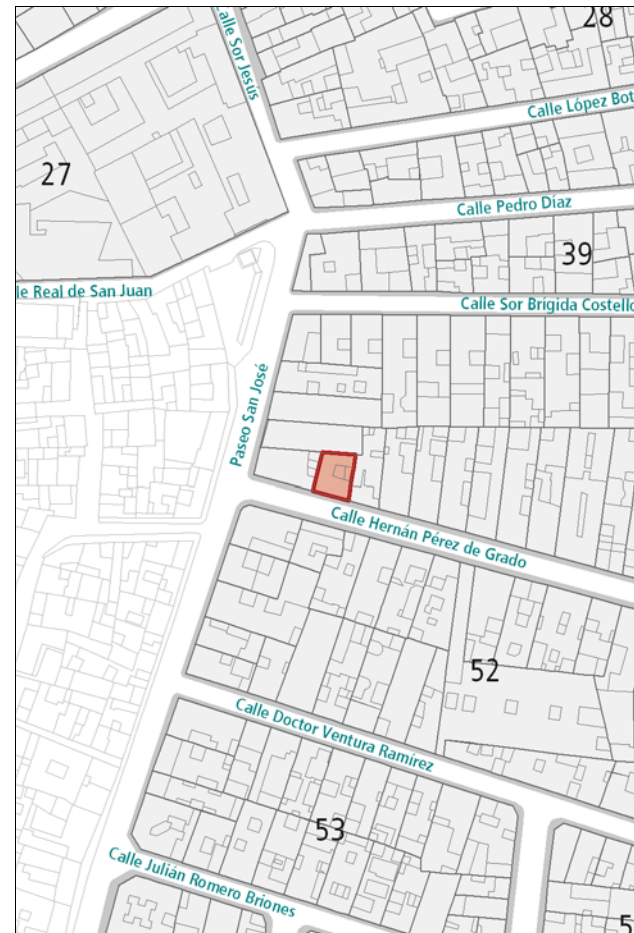 28
Calle Sor Jesús
Calle López Bot
27
Calle Pedro Díaz
39
le Real de San Juan
Calle Sor Brígida Costello
Paseo San José
Calle Hernán Pérez de Grado
52
Calle Doctor Ventura Ramírez
53
Calle Julián Romero Briones
5